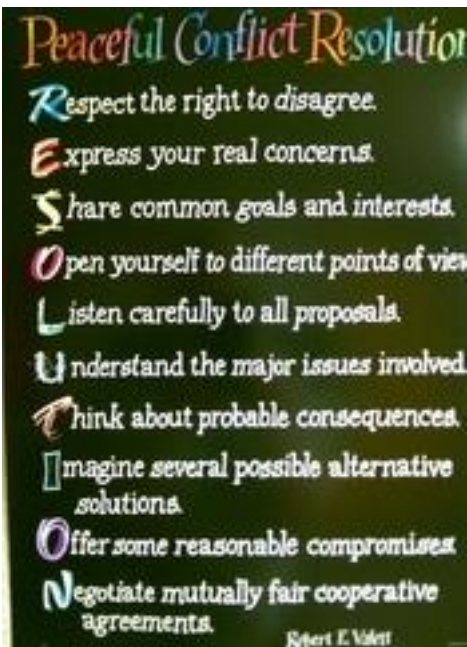 Peaceful Conflict Resolution
Respect the right to disagree.
Express your real concerns.
Share common goals and interests.
Open yourself to different points of view
Listen carefully to all proposals.
Understand the major issues involved.
Think about probable consequences.
Imagine several possible alternative
solutions.
Offer some reasonable compromises.
Negotiate mutually fair cooperative
agreements.
Robert E. Valett